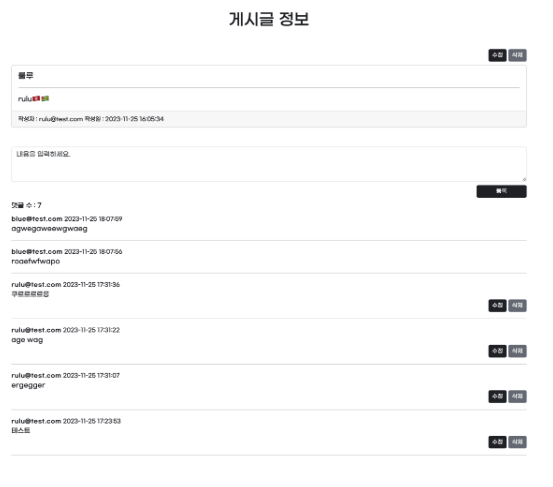 게시글 정보
수정 삭제
룰루
rulu
작성자 : rulu@test.com 작성일 : 2023-11-25 16:05:34
내용을 입력하세요.
등록
댓글 수 : 7
blue@test.com 2023-11-25 18:07:59
agwegaweewgwaeg
blue@test.com 2023-11-25 18:07:56
roaefwfwapo
rulu@test.com 2023-11-25 17:31:36
쿠르르르르응
수정 삭제
rulu@test.com 2023-11-25 17:31:22
age wag
수정 삭제
rulu@test.com 2023-11-25 17:31:07
ergegger
수정 삭제
rulu@test.com 2023-11-25 17:23:53
테스트
수정 삭제